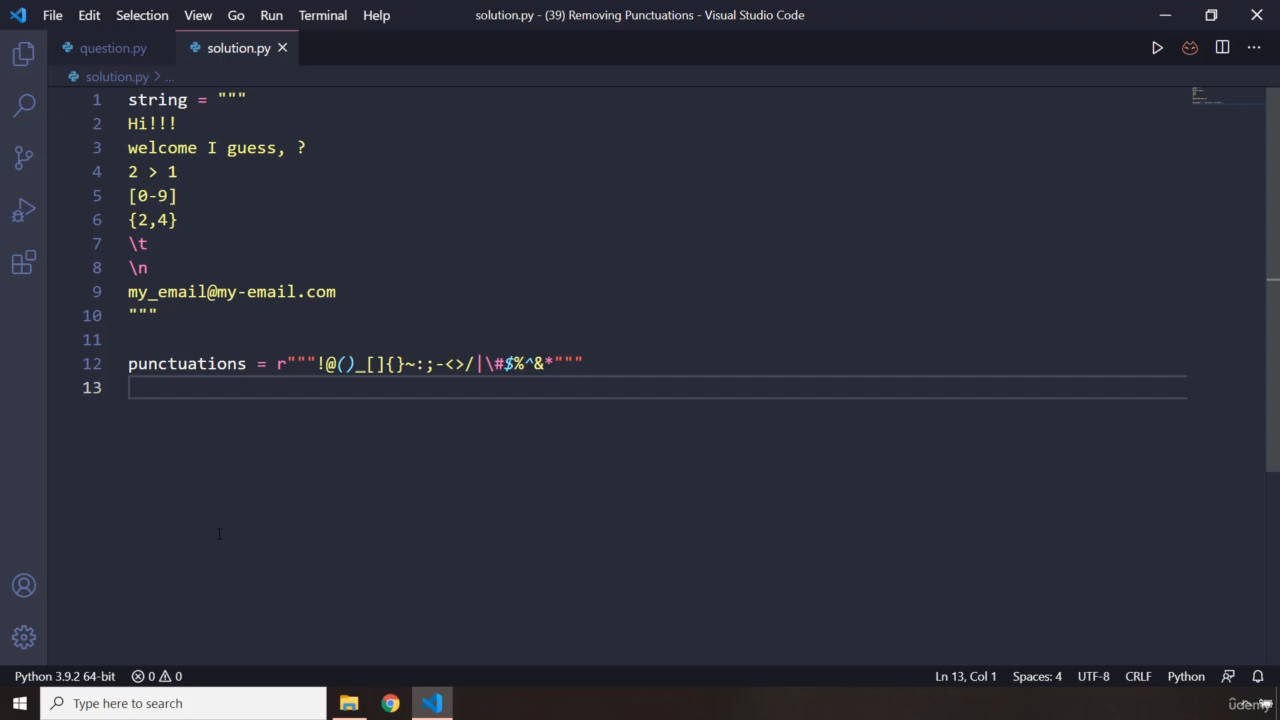 File Edit Selection View Go Run Terminal Help
solution.py - (39) Removing Punctuations - Visual Studio Code
question.py
solution.py
solution.py > ...
1 string = """
2 Hi!!!
3 welcome I guess, ?
4 2 > 1
5 [0-9]
6 {2,4}
7 \t
8 \n
9 my_email@my-email.com
10 """
11
12 punctuations = r"""!@()_[]{}~:;-<>/|\#$%^&*"""
13
Python 3.9.2 64-bit
0
0
Ln 13, Col 1
Spaces: 4
UTF-8
CRLF
Python
Type here to search
Udemy